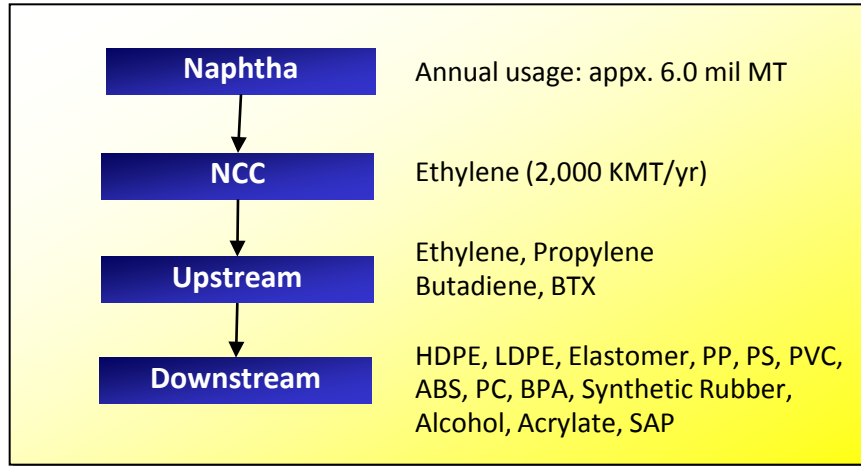 Naphtha
Annual usage: appx. 6.0 mil MT
NCC
Ethylene (2,000 KMT/yr)
Upstream
Ethylene, Propylene
Butadiene, BTX
Downstream
HDPE, LDPE, Elastomer, PP, PS, PVC,
ABS, PC, BPA, Synthetic Rubber,
Alcohol, Acrylate, SAP